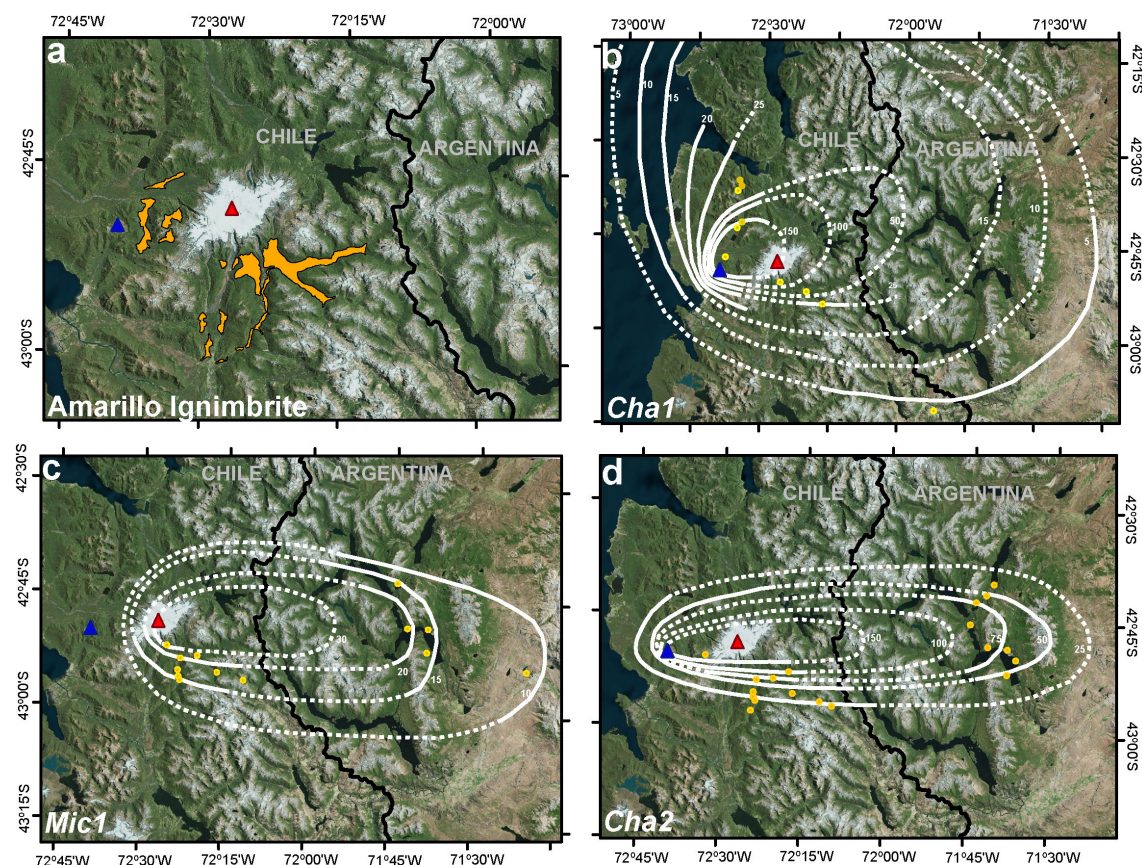 72°45'W 72°30'W 72°15'W 72°00'W
a
CHILE
ARGENTINA
42°45'S
43°00'S
Amarillo Ignimbrite
73°00'W 72°30'W 72°00'W 71°30'W
b
5 10 15 20 25
CHILE
ARGENTINA
150 100 50 25 15 10 5
42°15'S
42°30'S
42°45'S
43°00'S
Cha1
c
CHILE ARGENTINA
42°30'S
42°45'S
43°00'S
43°15'S
30 20 15 10
Mic1
72°45'W 72°30'W 72°15'W 72°00'W 71°45'W 71°30'W
d
CHILE ARGENTINA
150 100 75 50 25
42°30'S
42°45'S
43°00'S
Cha2
72°45'W 72°30'W 72°15'W 72°00'W 71°45'W 71°30'W